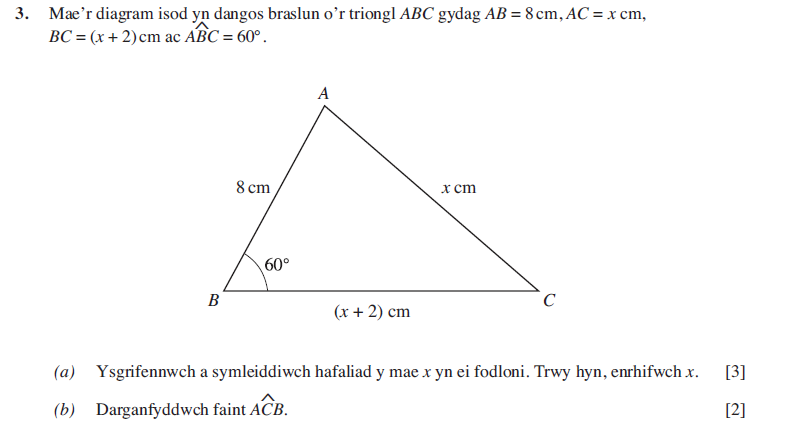 3. Mae'r diagram isod yn dangos braslun o'r triongl ABC gydag AB = 8 cm, AC = x cm,
BC = (x + 2) cm ac AB̂C = 60°.
A
8 cm
x cm
60°
B
C
(x + 2) cm
(a) Ysgrifennwch a symleiddiwch hafaliad y mae x yn ei fodloni. Trwy hyn, enrhifwch x. [3]
(b) Darganfyddwch faint AĈB. [2]